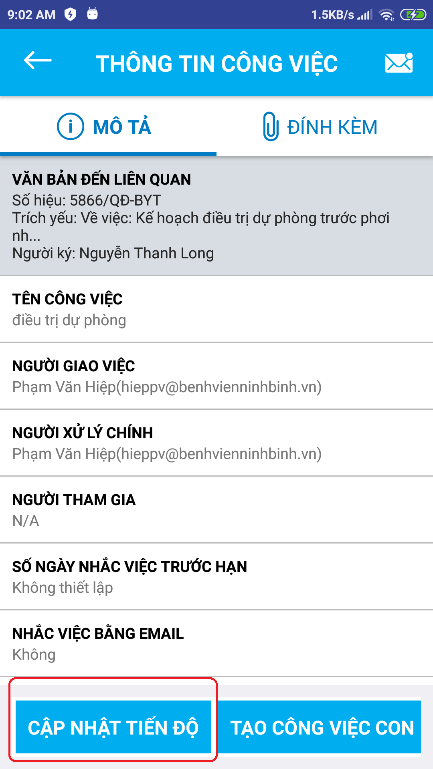 9:02 AM 1.5KB/s
THÔNG TIN CÔNG VIỆC
MÔ TẢ ĐÍNH KÈM
VĂN BẢN ĐẾN LIÊN QUAN
Số hiệu: 5866/QĐ-BYT
Trích yếu: Về việc: Kế hoạch điều trị dự phòng trước phơi
nh...
Người ký: Nguyễn Thanh Long
TÊN CÔNG VIỆC
điều trị dự phòng
NGƯỜI GIAO VIỆC
Phạm Văn Hiệp(hieppv@benhvienninhbinh.vn)
NGƯỜI XỬ LÝ CHÍNH
Phạm Văn Hiệp(hieppv@benhvienninhbinh.vn)
NGƯỜI THAM GIA
N/A
SỐ NGÀY NHẮC VIỆC TRƯỚC HẠN
Không thiết lập
NHẮC VIỆC BẰNG EMAIL
Không
CẬP NHẬT TIẾN ĐỘ TẠO CÔNG VIỆC CON